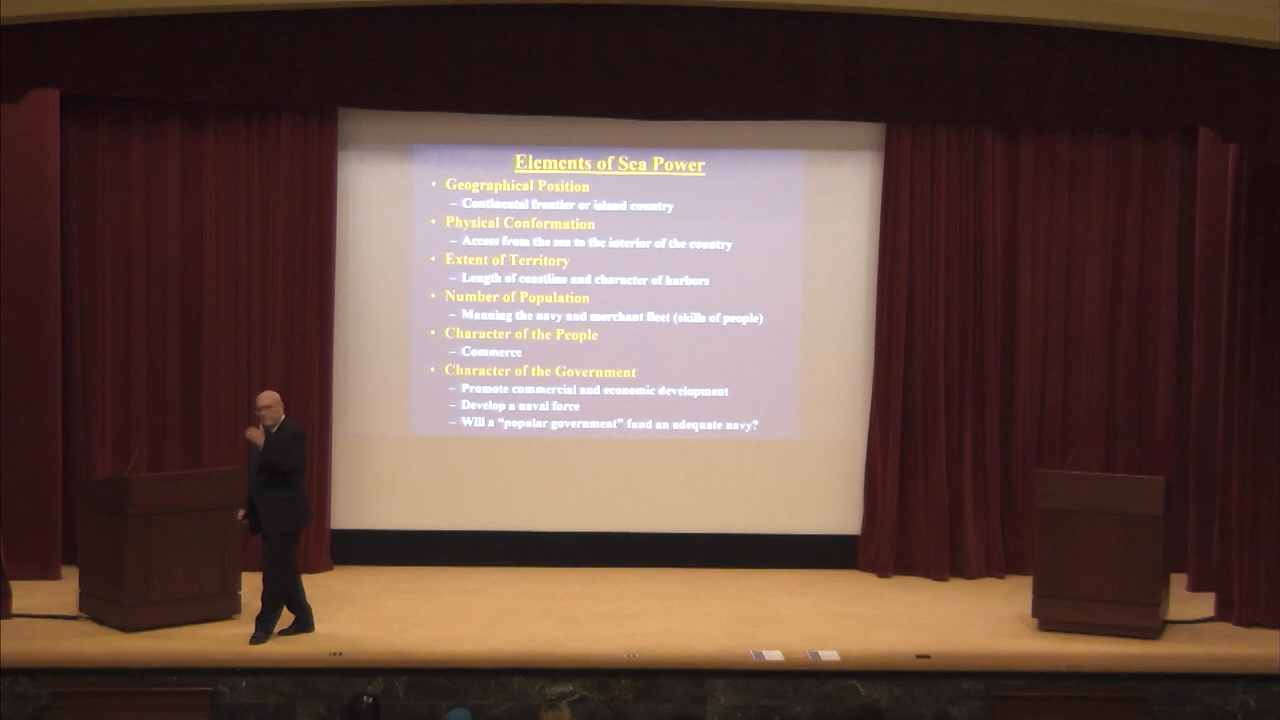 Elements of Sea Power
• Geographical Position
– Continental frontier or island country
• Physical Conformation
– Access from the sea to the interior of the country
• Extent of Territory
– Length of coastline and character of harbors
• Number of Population
– Manning the navy and merchant fleet (skills of people)
• Character of the People
– Commerce
• Character of the Government
– Promote commercial and economic development
– Develop a naval force
– Will a "popular government" fund an adequate navy?